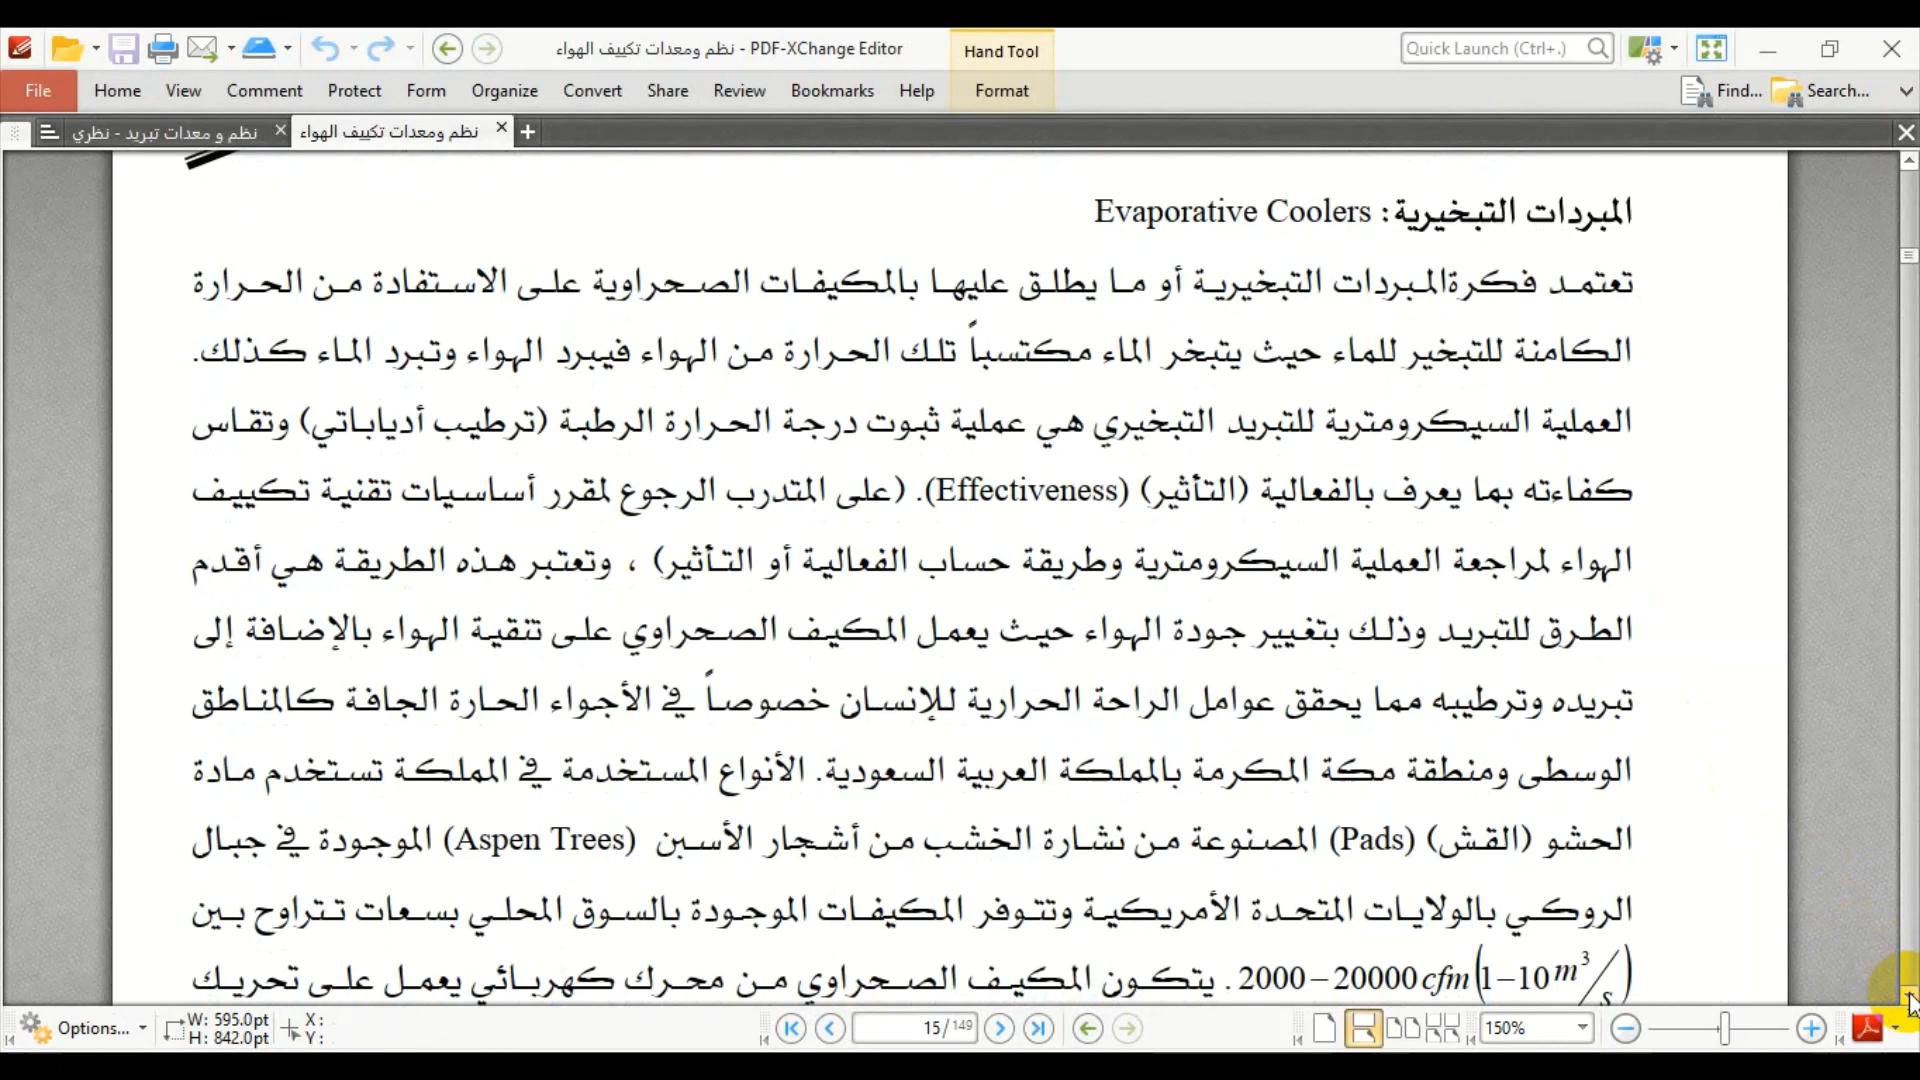 نظم ومعدات تكييف الهواء - PDF-XChange Editor
Hand Tool
Quick Launch (Ctrl+.)
File Home View Comment Protect Form Organize Convert Share Review Bookmarks Help Format Find... Search...
نظم و معدات تبريد - نظري
نظم ومعدات تكييف الهواء
المبردات التبخيرية: Evaporative Coolers
تعتمد فكرةالمبردات التبخيرية أو ما يطلق عليها بالمكيفات الصحراوية على الاستفادة من الحرارة
الكامنة للتبخير للماء حيث يتبخر الماء مكتسباً تلك الحرارة من الهواء فيبرد الهواء وتبرد الماء كذلك.
العملية السيكرومترية للتبريد التبخيري هي عملية ثبوت درجة الحرارة الرطبة (ترطيب أدياباتي) وتقاس
كفاءته بما يعرف بالفعالية (التأثير) (Effectiveness). (على المتدرب الرجوع لمقرر أساسيات تقنية تكييف
الهواء لمراجعة العملية السيكرومترية وطريقة حساب الفعالية أو التأثير) ، وتعتبر هذه الطريقة هي أقدم
الطرق للتبريد وذلك بتغيير جودة الهواء حيث يعمل المكيف الصحراوي على تنقية الهواء بالإضافة إلى
تبريده وترطيبه مما يحقق عوامل الراحة الحرارية للإنسان خصوصاً في الأجواء الحارة الجافة كالمناطق
الوسطى ومنطقة مكة المكرمة بالمملكة العربية السعودية. الأنواع المستخدمة في المملكة تستخدم مادة
الحشو (القش) (Pads) المصنوعة من نشارة الخشب من أشجار الأسبن (Aspen Trees) الموجودة في جبال
الروكي بالولايات المتحدة الأمريكية وتتوفر المكيفات الموجودة بالسوق المحلي بسعات تتراوح بين
2000 – 20000 cfm (1–10 m³/s) . يتكون المكيف الصحراوي من محرك كهربائي يعمل على تحريك
Options... W: 595.0pt X: 15 / 149 150%
H: 842.0pt Y: